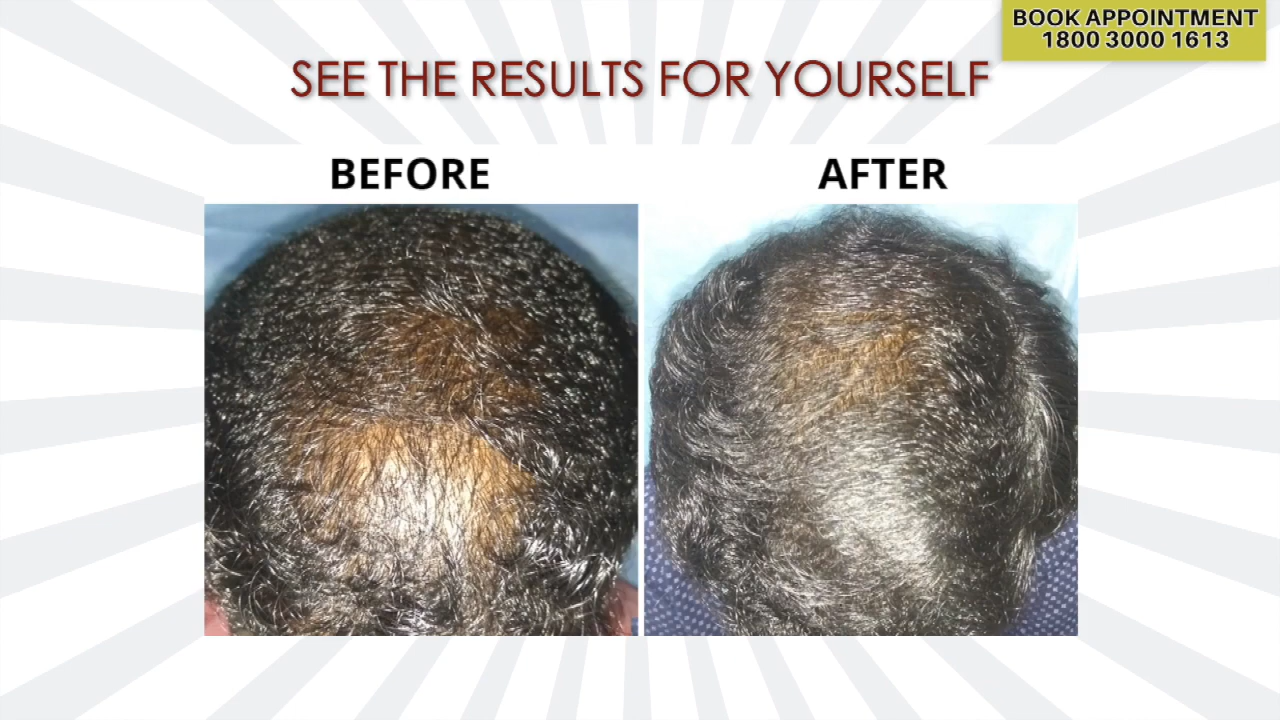 BOOK APPOINTMENT
1800 3000 1613
SEE THE RESULTS FOR YOURSELF
BEFORE
AFTER